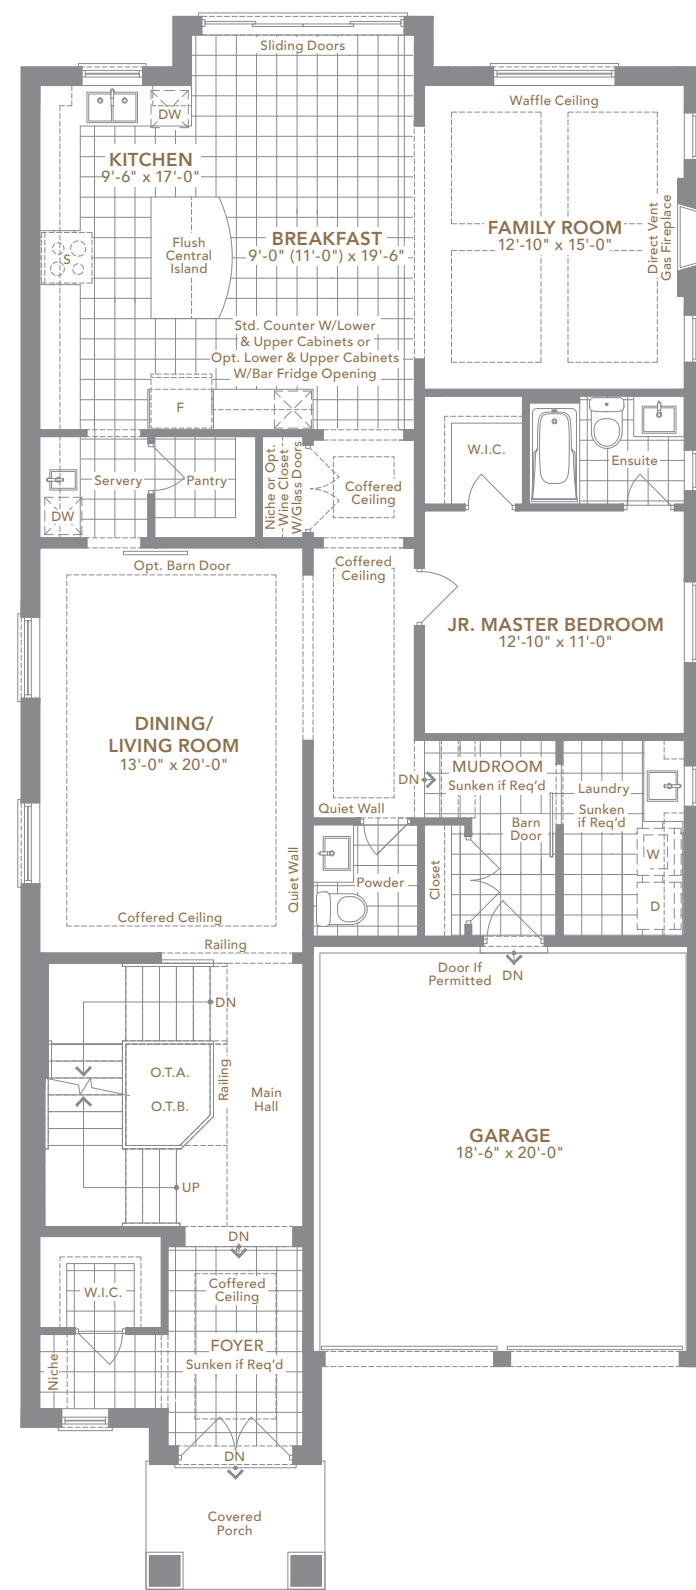 Sliding Doors
DW
KITCHEN
9'-6" x 17'-0"
Waffle Ceiling
FAMILY ROOM
12'-10" x 15'-0"
Direct Vent
Gas Fireplace
S
Flush
Central
Island
BREAKFAST
9'-0" (11'-0") x 19'-6"
Std. Counter W/Lower
& Upper Cabinets or
Opt. Lower & Upper Cabinets
W/Bar Fridge Opening
F
W.I.C.
Ensuite
Servery
Pantry
DW
Niche or Opt.
Wine Closet
W/Glass Doors
Coffered
Ceiling
Opt. Barn Door
Coffered
Ceiling
JR. MASTER BEDROOM
12'-10" x 11'-0"
DINING/
LIVING ROOM
13'-0" x 20'-0"
DN
MUDROOM
Sunken if Req'd
Laundry
Sunken
if Req'd
Barn
Door
Quiet Wall
Quiet Wall
Powder
Closet
W
D
Coffered Ceiling
Railing
Door If
Permitted
DN
DN
O.T.A.
O.T.B.
Railing
Main
Hall
UP
GARAGE
18'-6" x 20'-0"
DN
W.I.C.
Coffered
Ceiling
FOYER
Sunken if Req'd
Niche
DN
Covered
Porch